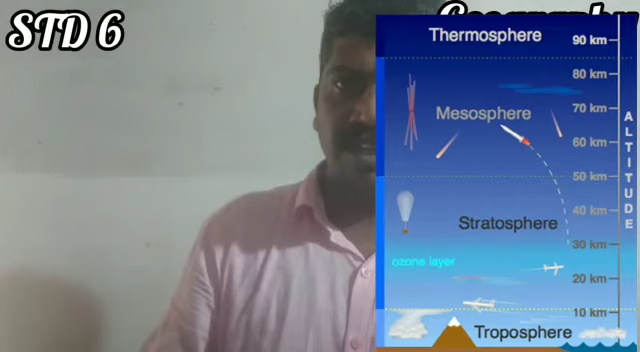 STD 6
Geography
Thermosphere
90 km
80 km
70 km
Mesosphere
60 km
50 km
40 km
Stratosphere
30 km
ozone layer
20 km
10 km
Troposphere
ALTITUDE